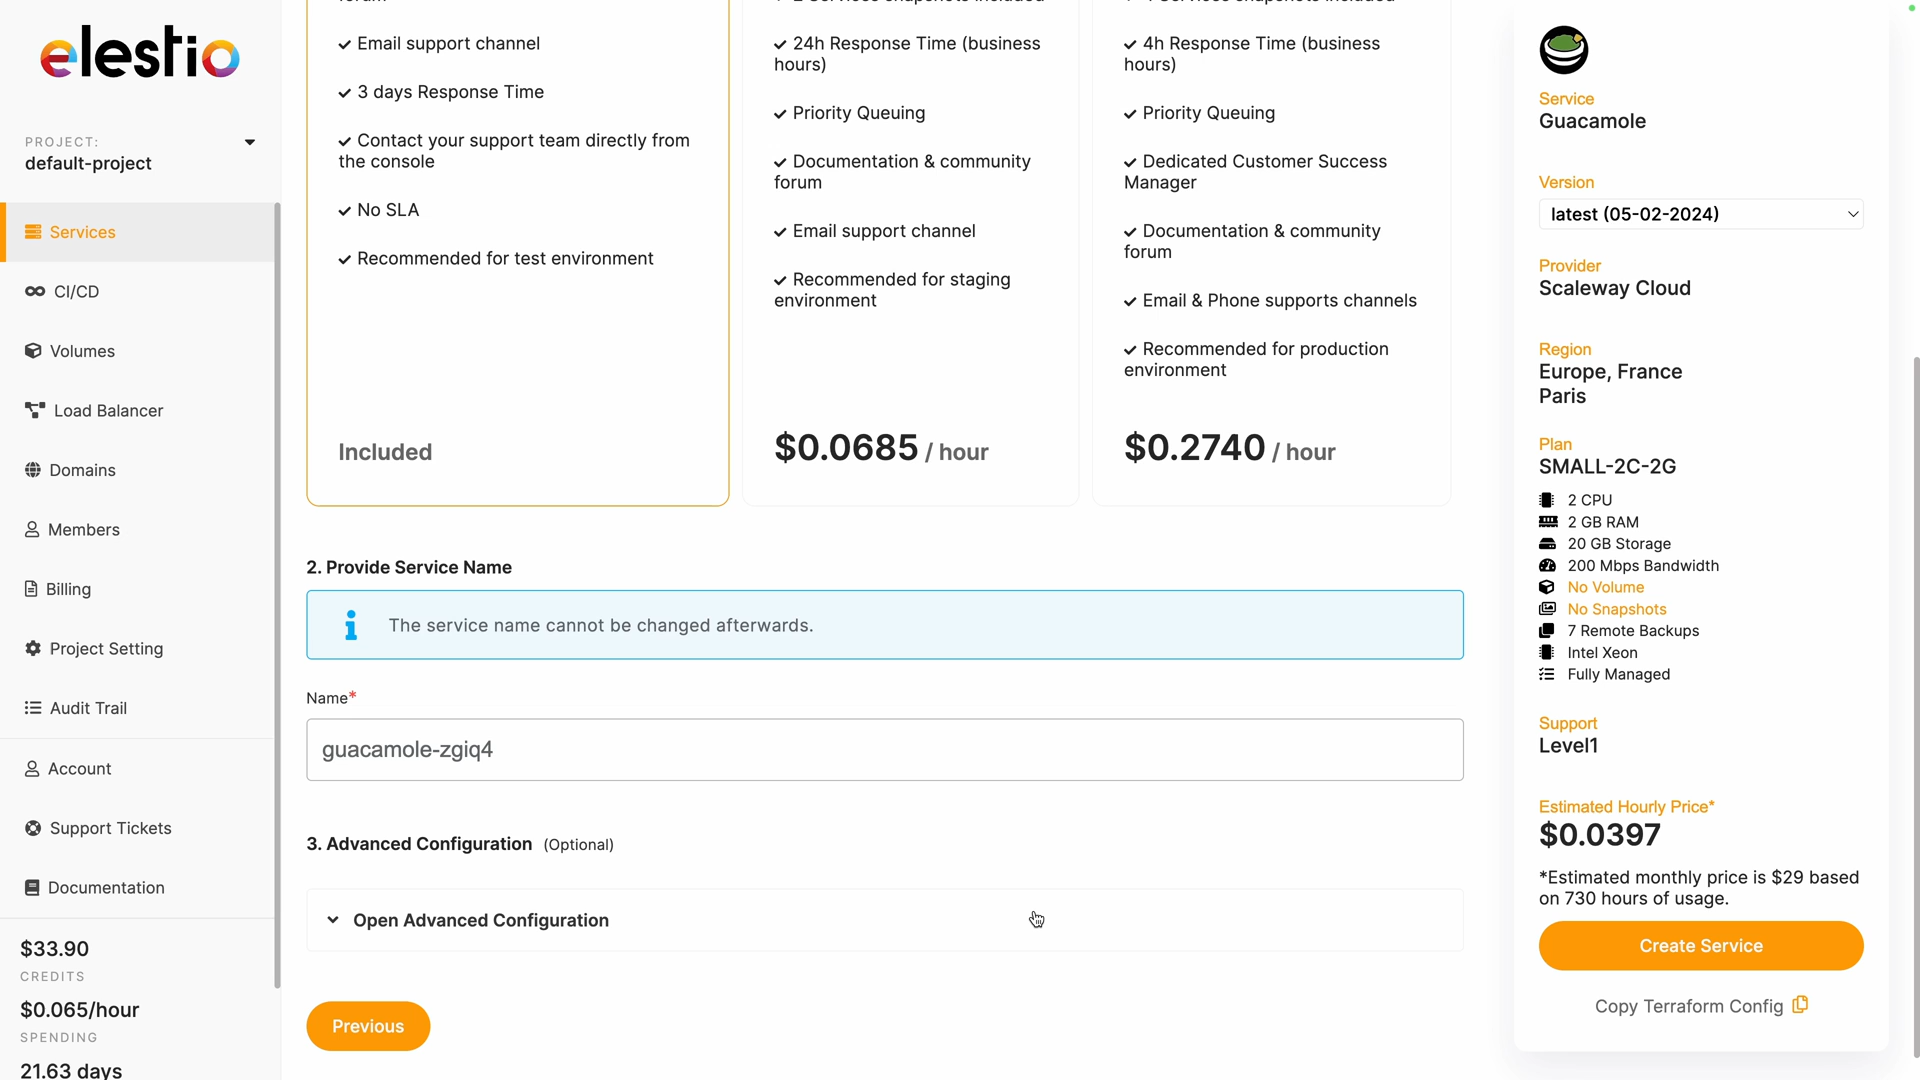 elestio
PROJECT:
default-project
Services
CI/CD
Volumes
Load Balancer
Domains
Members
Billing
Project Setting
Audit Trail
Account
Support Tickets
Documentation
$33.90
CREDITS
$0.065/hour
SPENDING
21.63 days
Email support channel
3 days Response Time
Contact your support team directly from
the console
No SLA
Recommended for test environment
Included
24h Response Time (business
hours)
Priority Queuing
Documentation & community
forum
Email support channel
Recommended for staging
environment
$0.0685 / hour
4h Response Time (business
hours)
Priority Queuing
Dedicated Customer Success
Manager
Documentation & community
forum
Email & Phone supports channels
Recommended for production
environment
$0.2740 / hour
2. Provide Service Name
The service name cannot be changed afterwards.
Name*
guacamole-zgiq4
3. Advanced Configuration (Optional)
Open Advanced Configuration
Previous
Service
Guacamole
Version
latest (05-02-2024)
Provider
Scaleway Cloud
Region
Europe, France
Paris
Plan
SMALL-2C-2G
2 CPU
2 GB RAM
20 GB Storage
200 Mbps Bandwidth
No Volume
No Snapshots
7 Remote Backups
Intel Xeon
Fully Managed
Support
Level1
Estimated Hourly Price*
$0.0397
*Estimated monthly price is $29 based
on 730 hours of usage.
Create Service
Copy Terraform Config